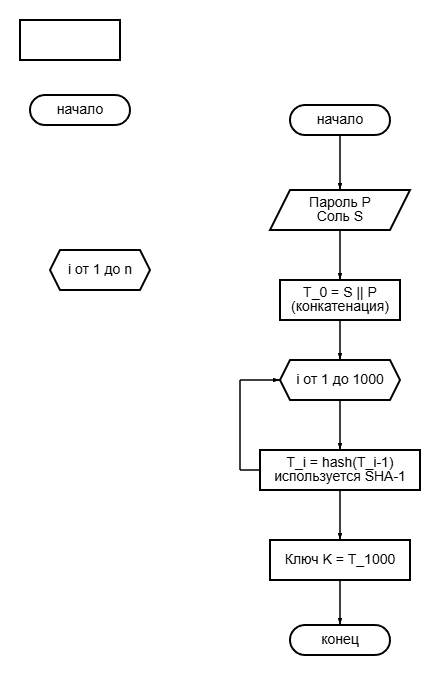 начало
i от 1 до n
начало
Пароль P
Соль S
T_0 = S || P
(конкатенация)
i от 1 до 1000
T_i = hash(T_i-1)
используется SHA-1
Ключ K = T_1000
конец